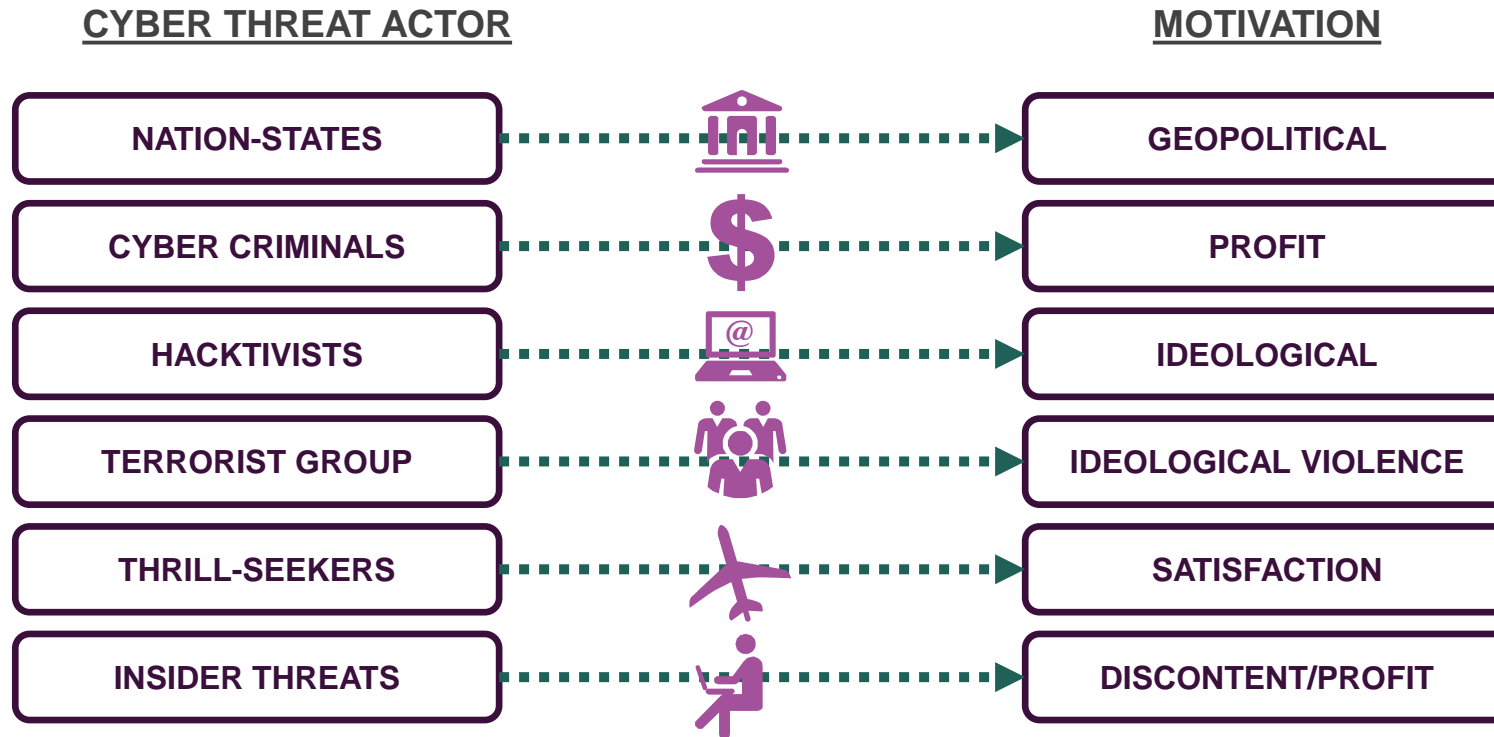 CYBER THREAT ACTOR MOTIVATION
NATION-STATES GEOPOLITICAL
$
CYBER CRIMINALS PROFIT
@
HACKTIVISTS IDEOLOGICAL
TERRORIST GROUP IDEOLOGICAL VIOLENCE
THRILL-SEEKERS SATISFACTION
INSIDER THREATS DISCONTENT/PROFIT